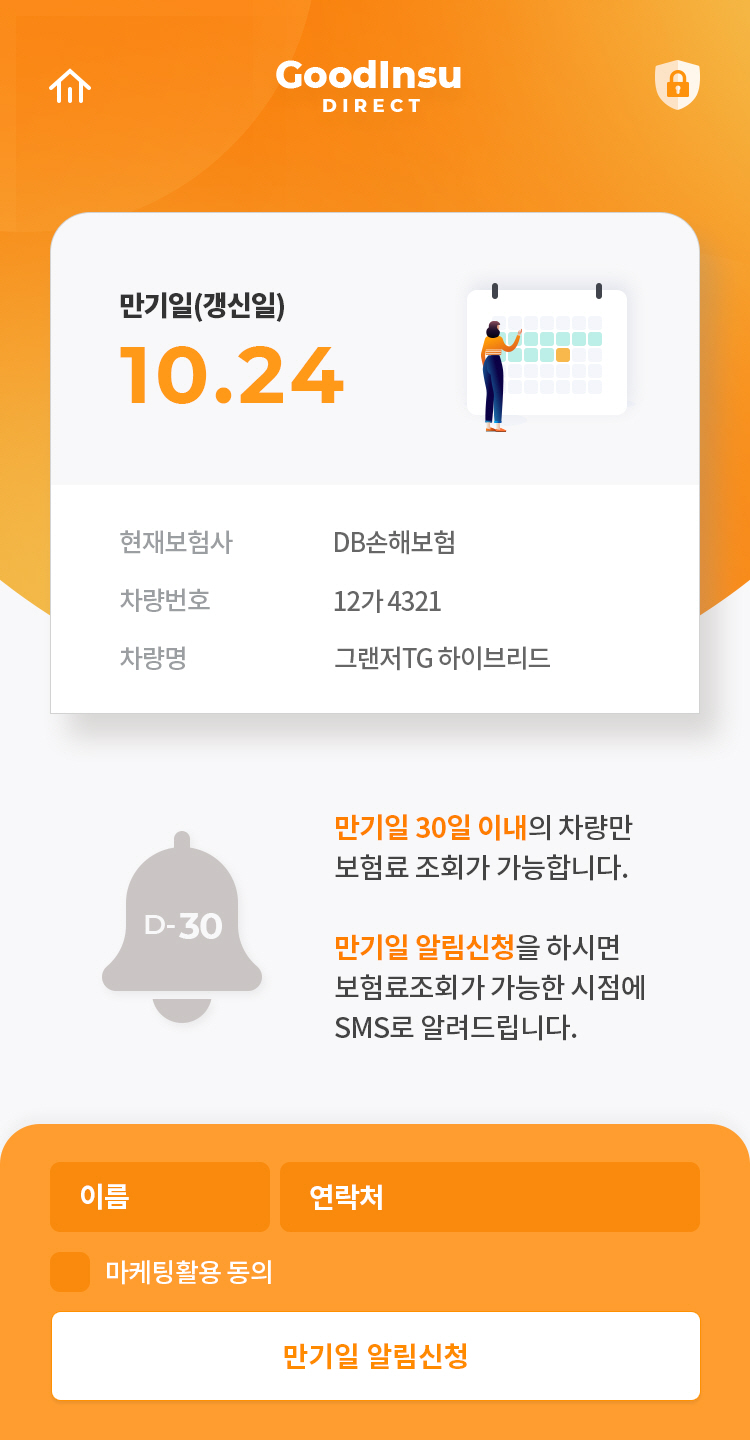 GoodInsu
DIRECT
만기일(갱신일)
10.24
현재보험사 DB손해보험
차량번호 12가 4321
차량명 그랜저TG 하이브리드
D-30
만기일 30일 이내의 차량만
보험료 조회가 가능합니다.
만기일 알림신청을 하시면
보험료조회가 가능한 시점에
SMS로 알려드립니다.
이름 연락처
마케팅활용 동의
만기일 알림신청